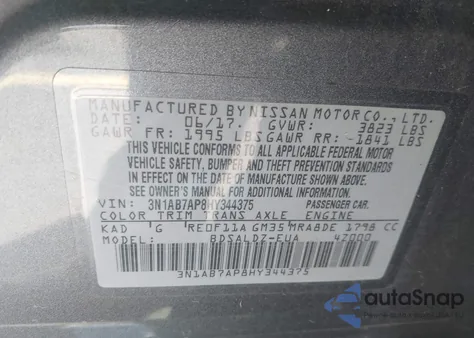 MANUFACTURED BY NISSAN MOTOR CO., LTD.
DATE: 06/17 GVWR: 3823 LBS
GAWR FR: 1995 LBS GAWR RR: 1841 LBS
THIS VEHICLE CONFORMS TO ALL APPLICABLE FEDERAL MOTOR
VEHICLE SAFETY, BUMPER AND THEFT PREVENTION STANDARDS
IN EFFECT ON THE DATE OF MANUFACTURE SHOWN ABOVE.
SEE OWNER'S MANUAL FOR ADDITIONAL INFORMATION.
VIN: 3N1AB7AP8HY344375 PASSENGER CAR.
COLOR TRIM TRANS AXLE ENGINE
KAD G RE0F11A GM35 MRA8DE 1798 CC
MODEL: BDSALDZ-EUA 42000
3N1AB7AP8HY344375
autaSnap